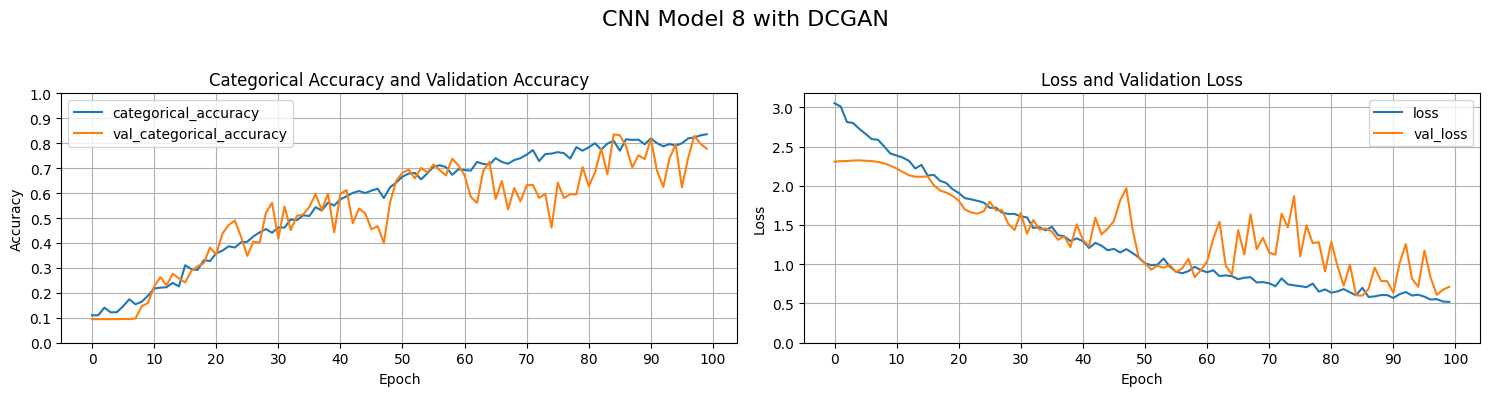 CNN Model 8 with DCGAN
Categorical Accuracy and Validation Accuracy
1.0
0.9
0.8
0.7
0.6
0.5
0.4
0.3
0.2
0.1
0.0
Accuracy
categorical_accuracy
val_categorical_accuracy
0 10 20 30 40 50 60 70 80 90 100
Epoch
Loss and Validation Loss
3.0
2.5
2.0
1.5
1.0
0.5
0.0
Loss
loss
val_loss
0 10 20 30 40 50 60 70 80 90 100
Epoch